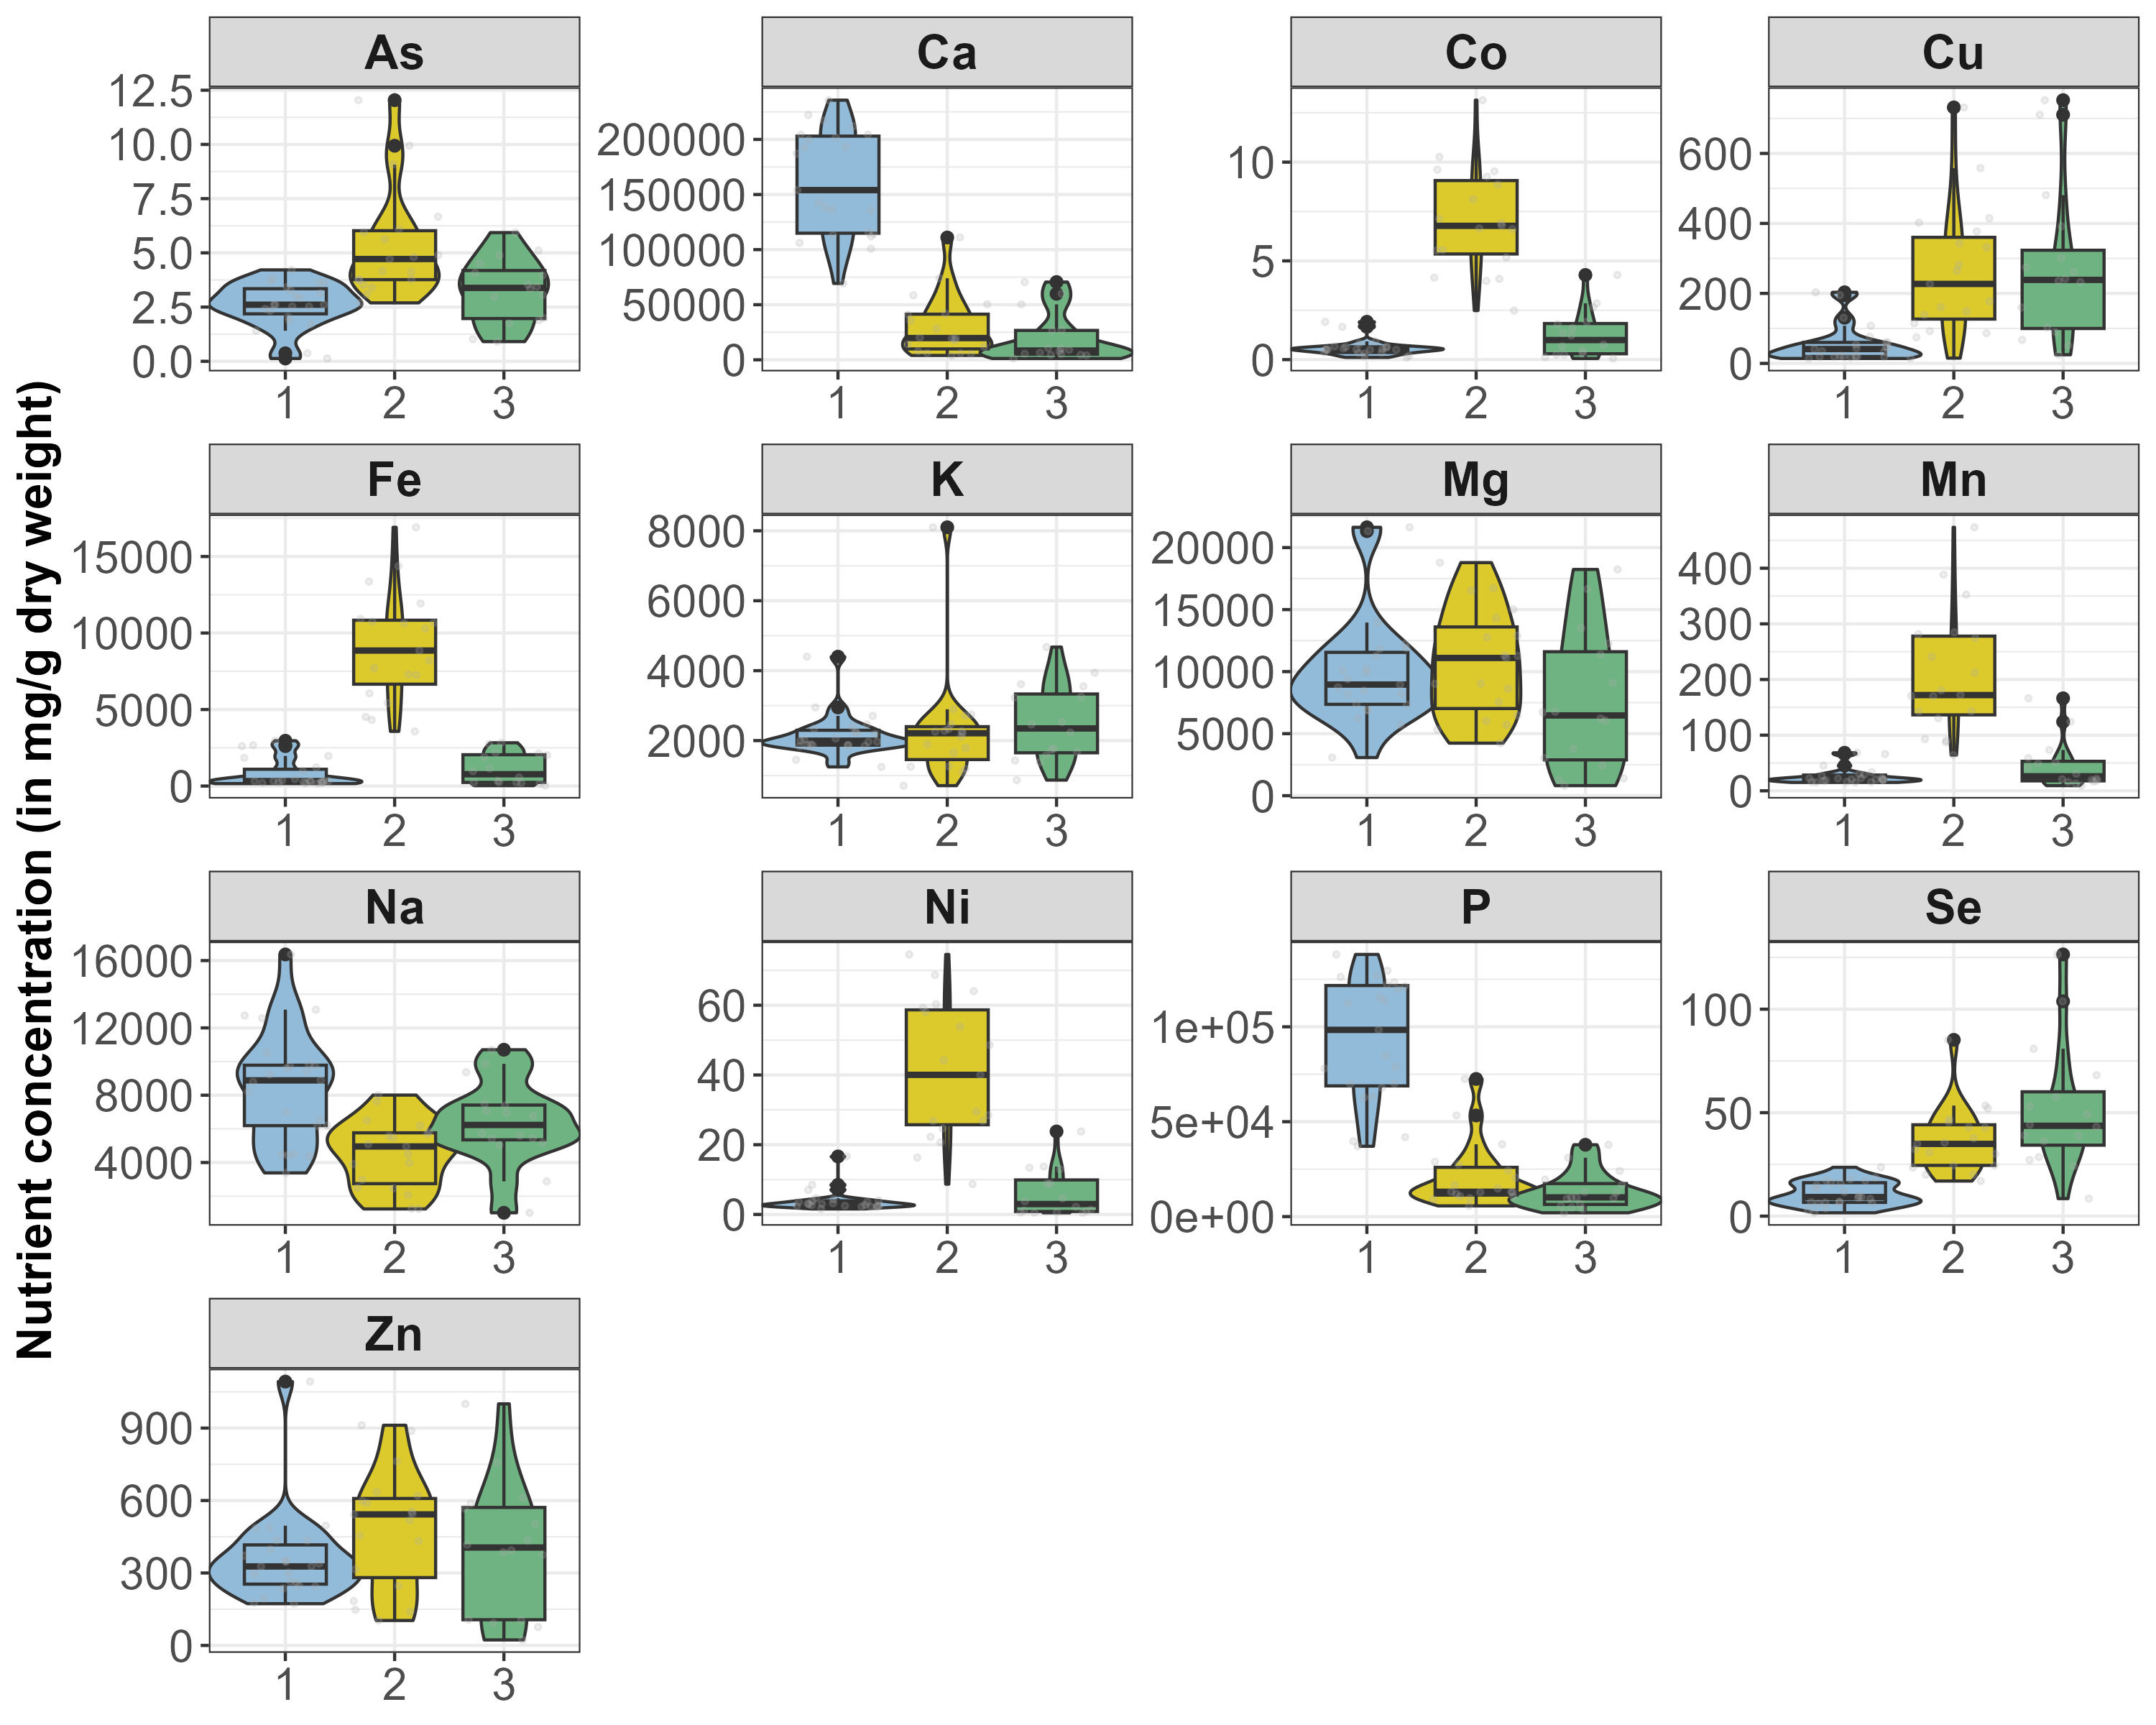 Nutrient concentration (in mg/g dry weight)
As
12.5
10.0
7.5
5.0
2.5
0.0
1 2 3
Ca
200000
150000
100000
50000
0
1 2 3
Co
10
5
0
1 2 3
Cu
600
400
200
0
1 2 3
Fe
15000
10000
5000
0
1 2 3
K
8000
6000
4000
2000
1 2 3
Mg
20000
15000
10000
5000
0
1 2 3
Mn
400
300
200
100
0
1 2 3
Na
16000
12000
8000
4000
1 2 3
Ni
60
40
20
0
1 2 3
P
1e+05
5e+04
0e+00
1 2 3
Se
100
50
0
1 2 3
Zn
900
600
300
0
1 2 3